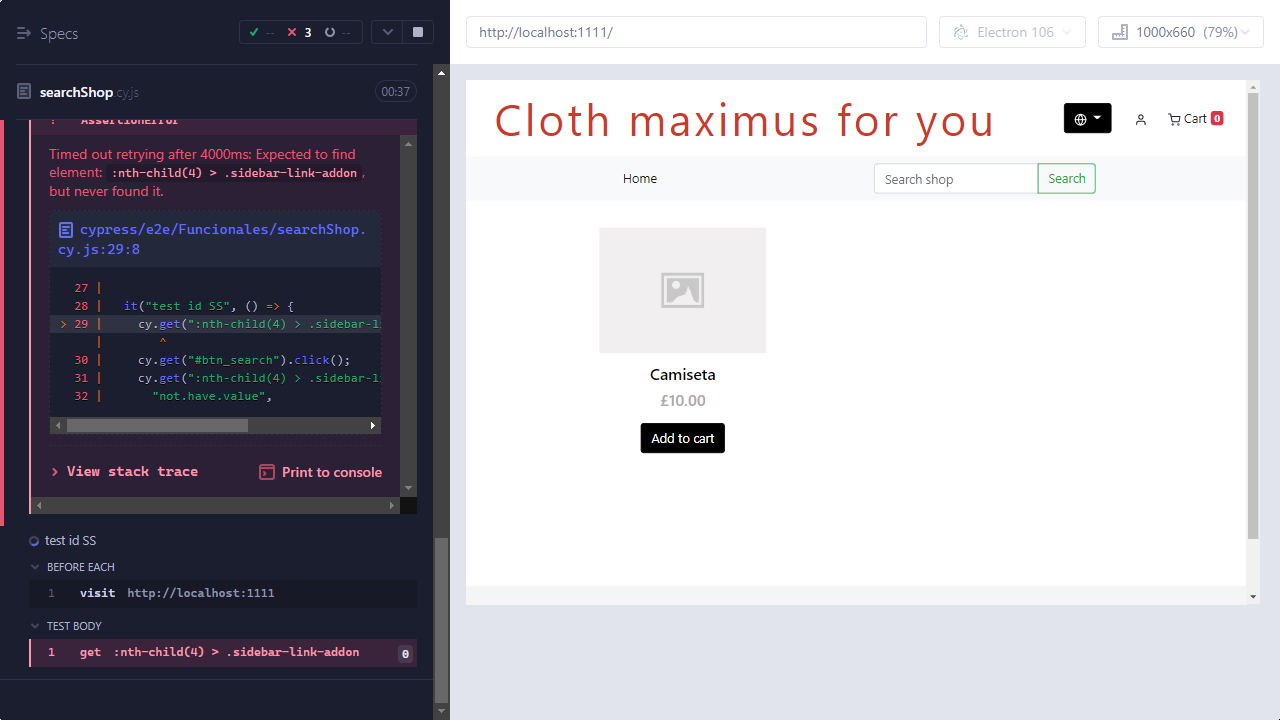 Specs
-- 3 --
searchShop.cy.js 00:37
! AssertionError
Timed out retrying after 4000ms: Expected to find
element: :nth-child(4) > .sidebar-link-addon,
but never found it.
cypress/e2e/Funcionales/searchShop.
cy.js:29:8
27 |
28 | it("test id SS", () => {
> 29 | cy.get(":nth-child(4) > .sidebar-li
| ^
30 | cy.get("#btn_search").click();
31 | cy.get(":nth-child(4) > .sidebar-li
32 | "not.have.value",
> View stack trace Print to console
test id SS
BEFORE EACH
1 visit http://localhost:1111
TEST BODY
1 get :nth-child(4) > .sidebar-link-addon 0
http://localhost:1111/ Electron 106 1000x660 (79%)
Cloth maximus for you Cart 0
Home Search shop Search
Camiseta
£10.00
Add to cart